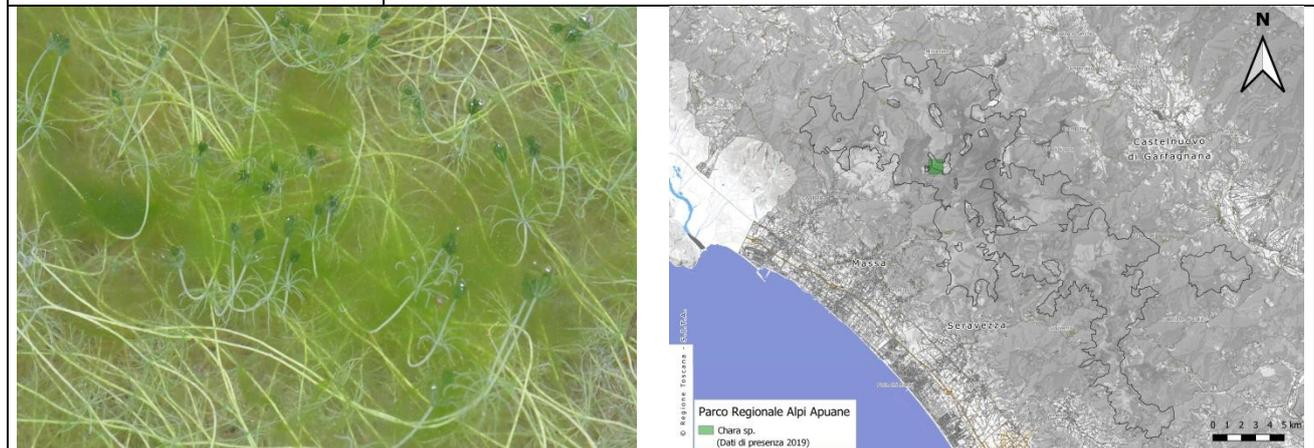 N
Castelnuovo
di Garfagnana
Massa
Seravezza
© Regione Toscana - S.I.T.A.
Parco Regionale Alpi Apuane
Chara sp.
(Dati di presenza 2019)
0 1 2 3 4 5 km